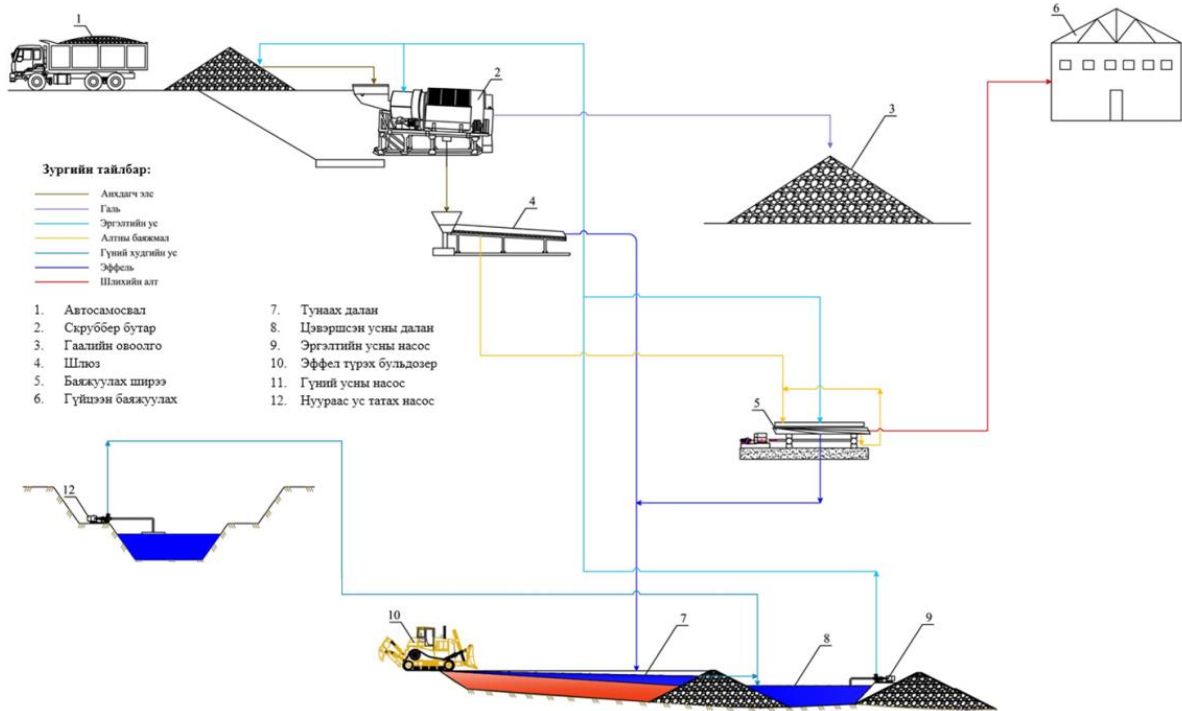 1
6
2
3
Зургийн тайлбар:
Анхдагч элс
Галь
Эргэлтийн ус
Алтны баяжмал
Гүний худгийн ус
Эффель
Шлихийн алт
4
1. Автосамосвал
2. Скруббер бутар
3. Гаалийн овоолго
4. Шлюз
5. Баяжуулах ширээ
6. Гүйцээн баяжуулах
7. Тунаах далан
8. Цэвэршсэн усны далан
9. Эргэлтийн усны насос
10. Эффел түрэх бульдозер
11. Гүний усны насос
12. Нуураас ус татах насос
5
12
10
7
8
9